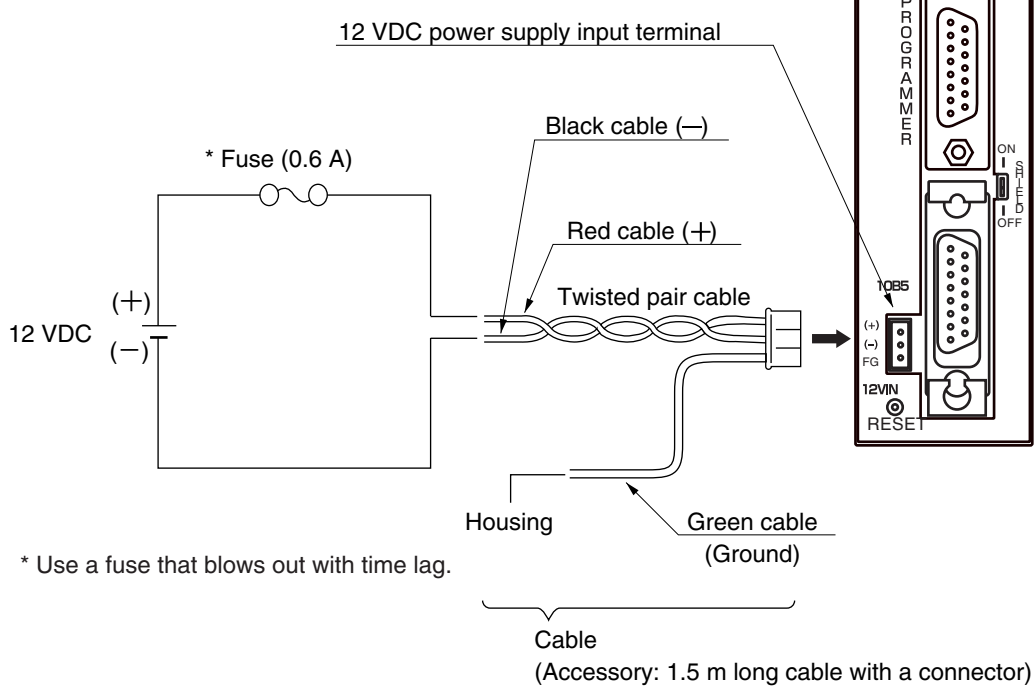 PROGRAMMER
12 VDC power supply input terminal
Black cable (—)
* Fuse (0.6 A)
ON
SHIELD
OFF
Red cable (+)
10B5
Twisted pair cable
(+)
12 VDC
(—)
(+)
(-)
FG
12VIN
RESET
Housing
Green cable
(Ground)
* Use a fuse that blows out with time lag.
Cable
(Accessory: 1.5 m long cable with a connector)